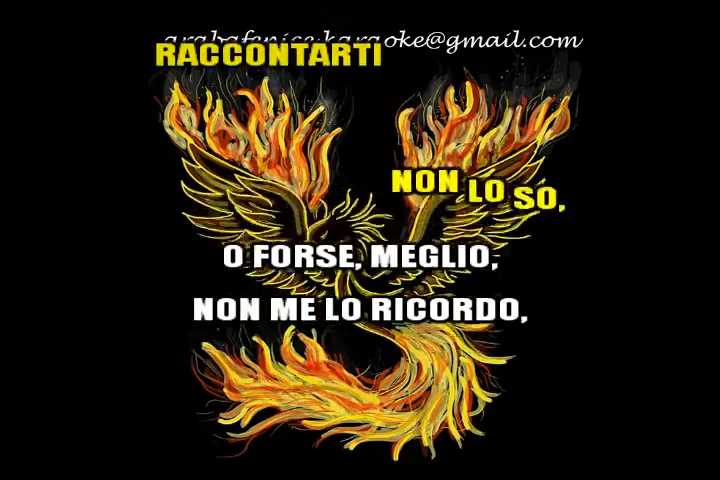 arabafenice.karaoke@gmail.com
RACCONTARTI
NON LO SO,
O FORSE, MEGLIO,
NON ME LO RICORDO,